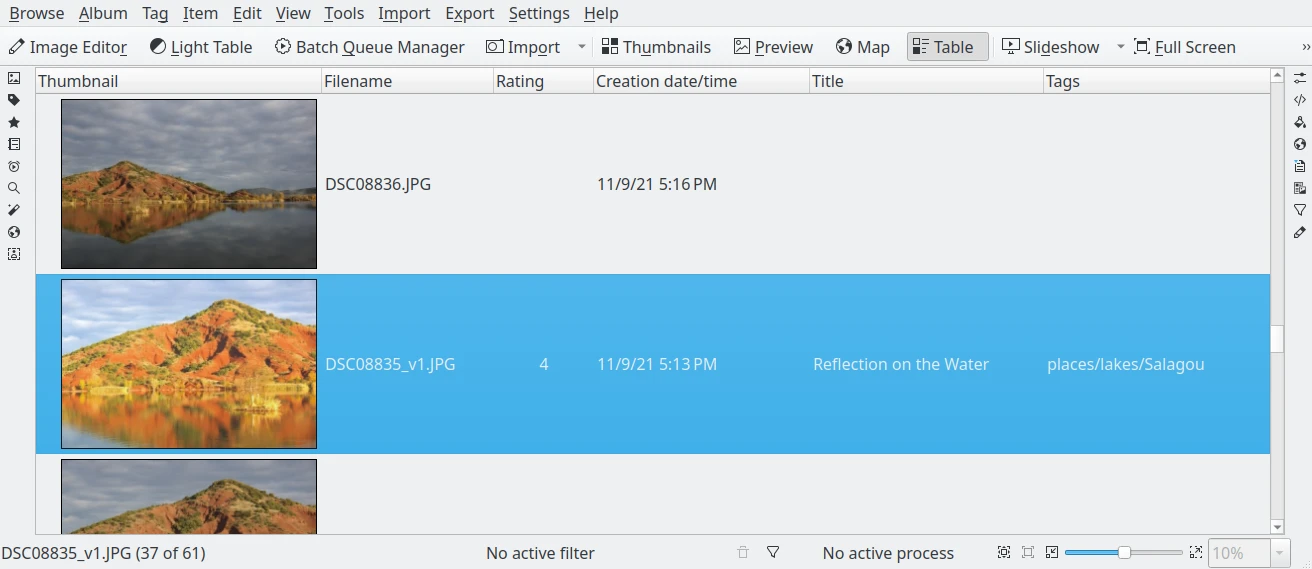 Browse Album Tag Item Edit View Tools Import Export Settings Help
Image Editor Light Table Batch Queue Manager Import Thumbnails Preview Map Table Slideshow Full Screen »
Thumbnail Filename Rating Creation date/time Title Tags
DSC08836.JPG 11/9/21 5:16 PM
DSC08835_v1.JPG 4 11/9/21 5:13 PM Reflection on the Water places/lakes/Salagou
DSC08835_v1.JPG (37 of 61) No active filter No active process 10%